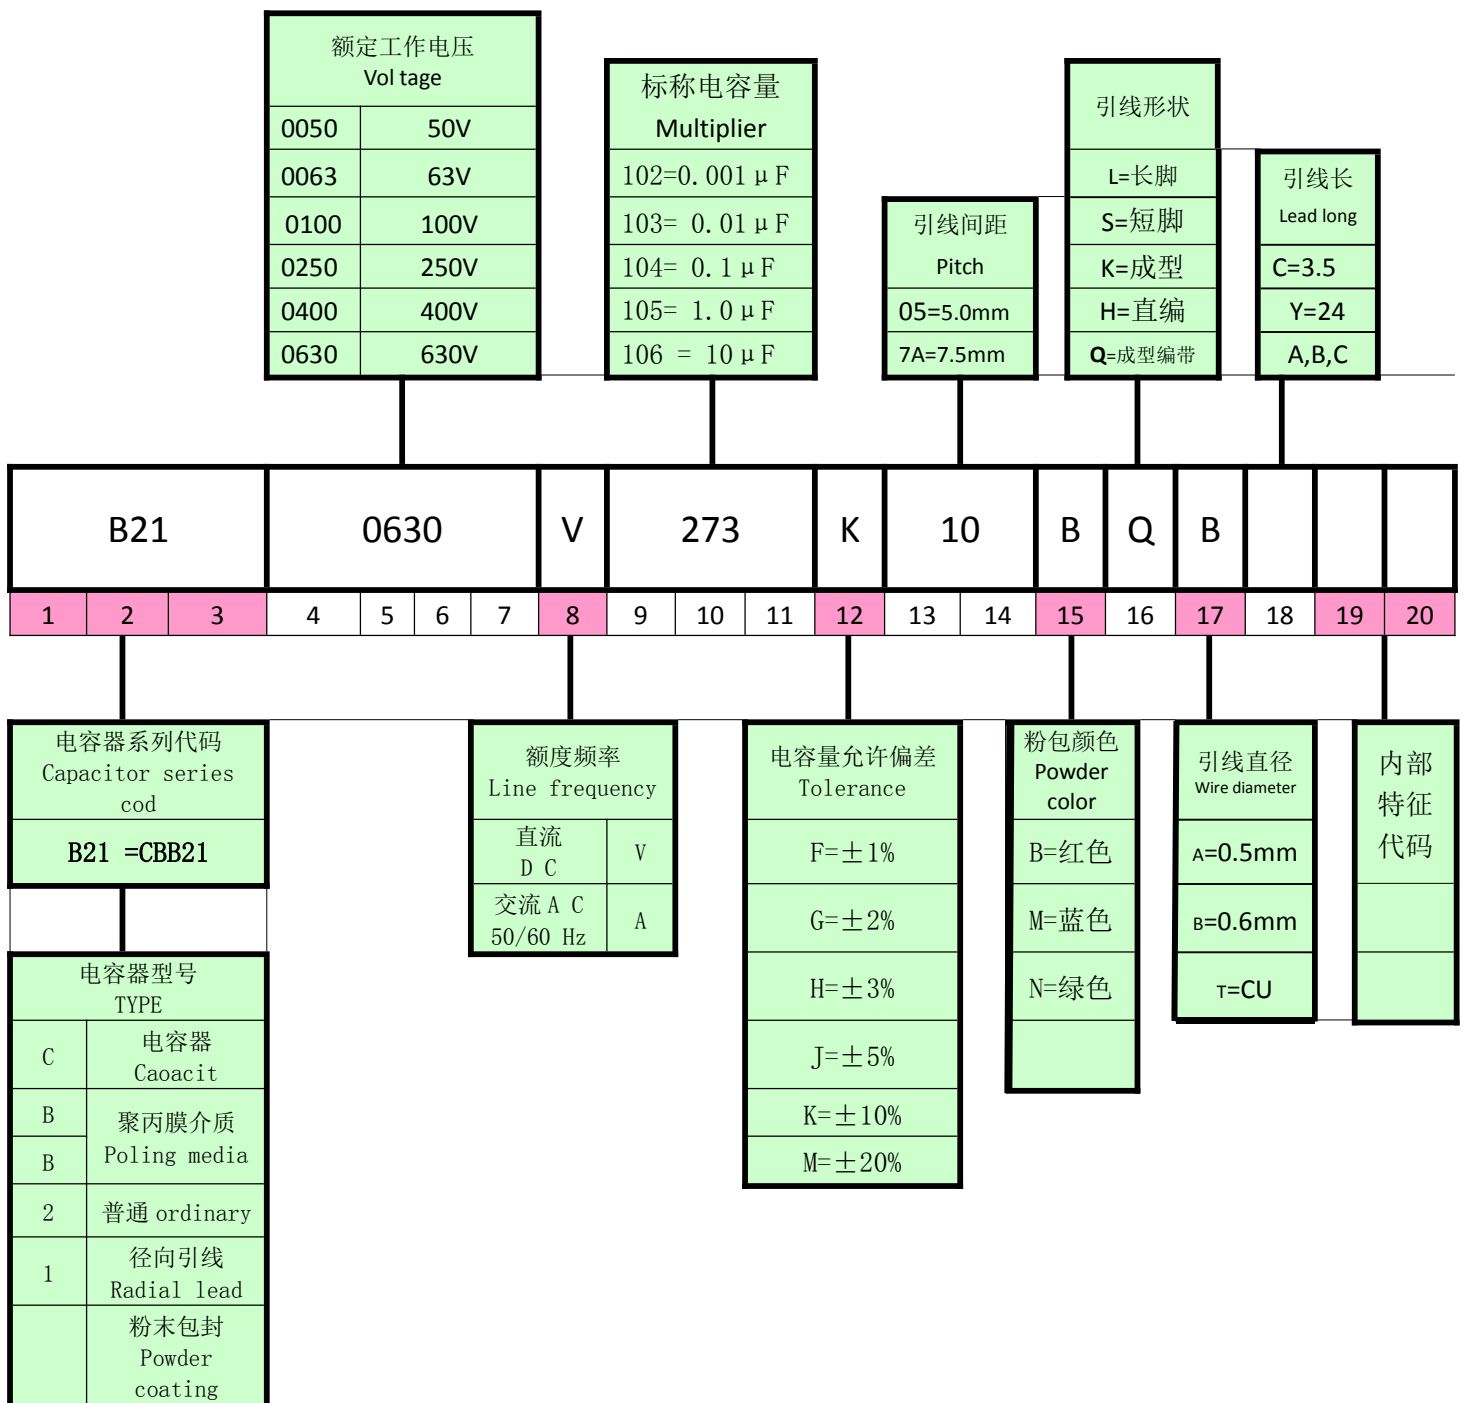 额定工作电压
Vol tage
0050 50V
0063 63V
0100 100V
0250 250V
0400 400V
0630 630V
标称电容量
Multiplier
102=0.001μF
103= 0.01μF
104= 0.1μF
105= 1.0μF
106 = 10μF
引线间距
Pitch
05=5.0mm
7A=7.5mm
引线形状
L=长脚
S=短脚
K=成型
H=直编
Q=成型编带
引线长
Lead long
C=3.5
Y=24
A,B,C
B21 0630 V 273 K 10 B Q B
1 2 3 4 5 6 7 8 9 10 11 12 13 14 15 16 17 18 19 20
电容器系列代码
Capacitor series
cod
B21 =CBB21
电容器型号
TYPE
C 电容器
Caoacit
B 聚丙膜介质
B Poling media
2 普通 ordinary
1 径向引线
Radial lead
粉末包封
Powder
coating
额度频率
Line frequency
直流
D C V
交流 A C
50/60 Hz A
电容量允许偏差
Tolerance
F=±1%
G=±2%
H=±3%
J=±5%
K=±10%
M=±20%
粉包颜色
Powder
color
B=红色
M=蓝色
N=绿色
引线直径
Wire diameter
A=0.5mm
B=0.6mm
T=CU
内部
特征
代码